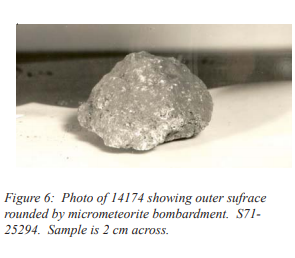 Figure 6: Photo of 14174 showing outer sufrace
rounded by micrometeorite bombardment. S71-
25294. Sample is 2 cm across.